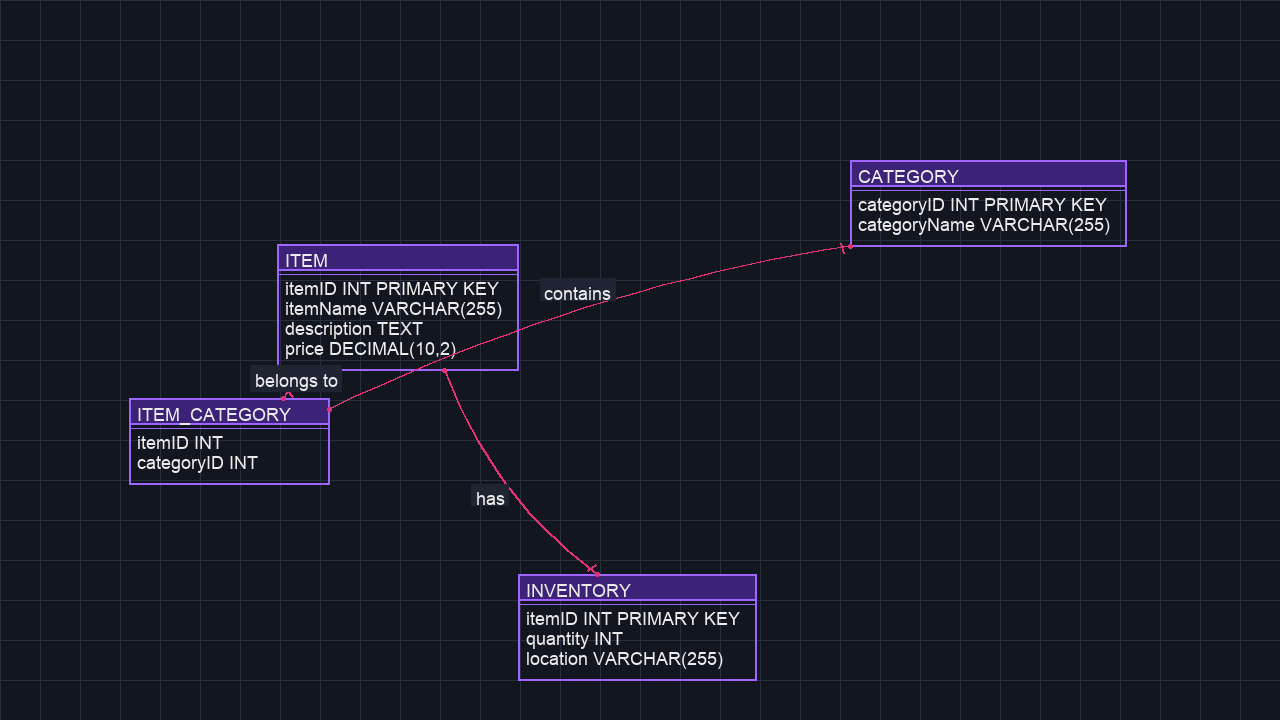 CATEGORY
categoryID INT PRIMARY KEY
categoryName VARCHAR(255)
ITEM
itemID INT PRIMARY KEY
itemName VARCHAR(255)
description TEXT
price DECIMAL(10,2)
contains
belongs to
ITEM_CATEGORY
itemID INT
categoryID INT
has
INVENTORY
itemID INT PRIMARY KEY
quantity INT
location VARCHAR(255)